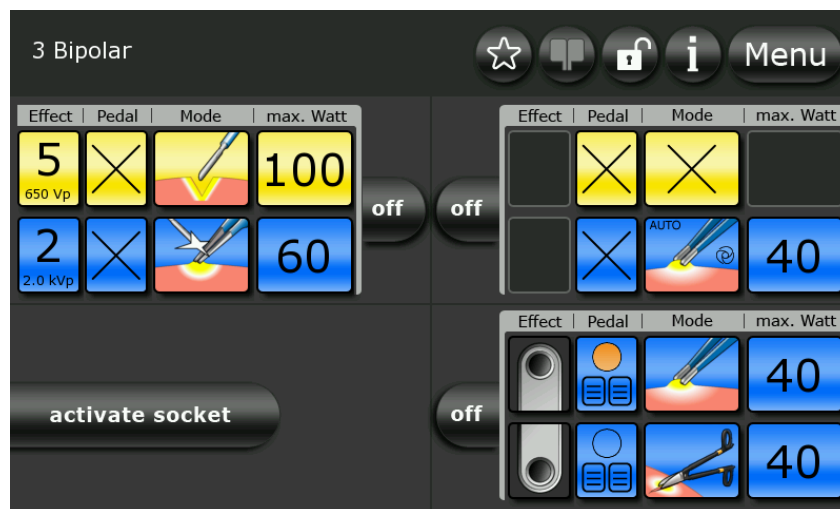 3 Bipolar
i
Menu
Effect | Pedal | Mode | max. Watt
5
650 Vp
100
2
2.0 kVp
60
off
off
Effect | Pedal | Mode | max. Watt
AUTO
40
activate socket
off
Effect | Pedal | Mode | max. Watt
40
40